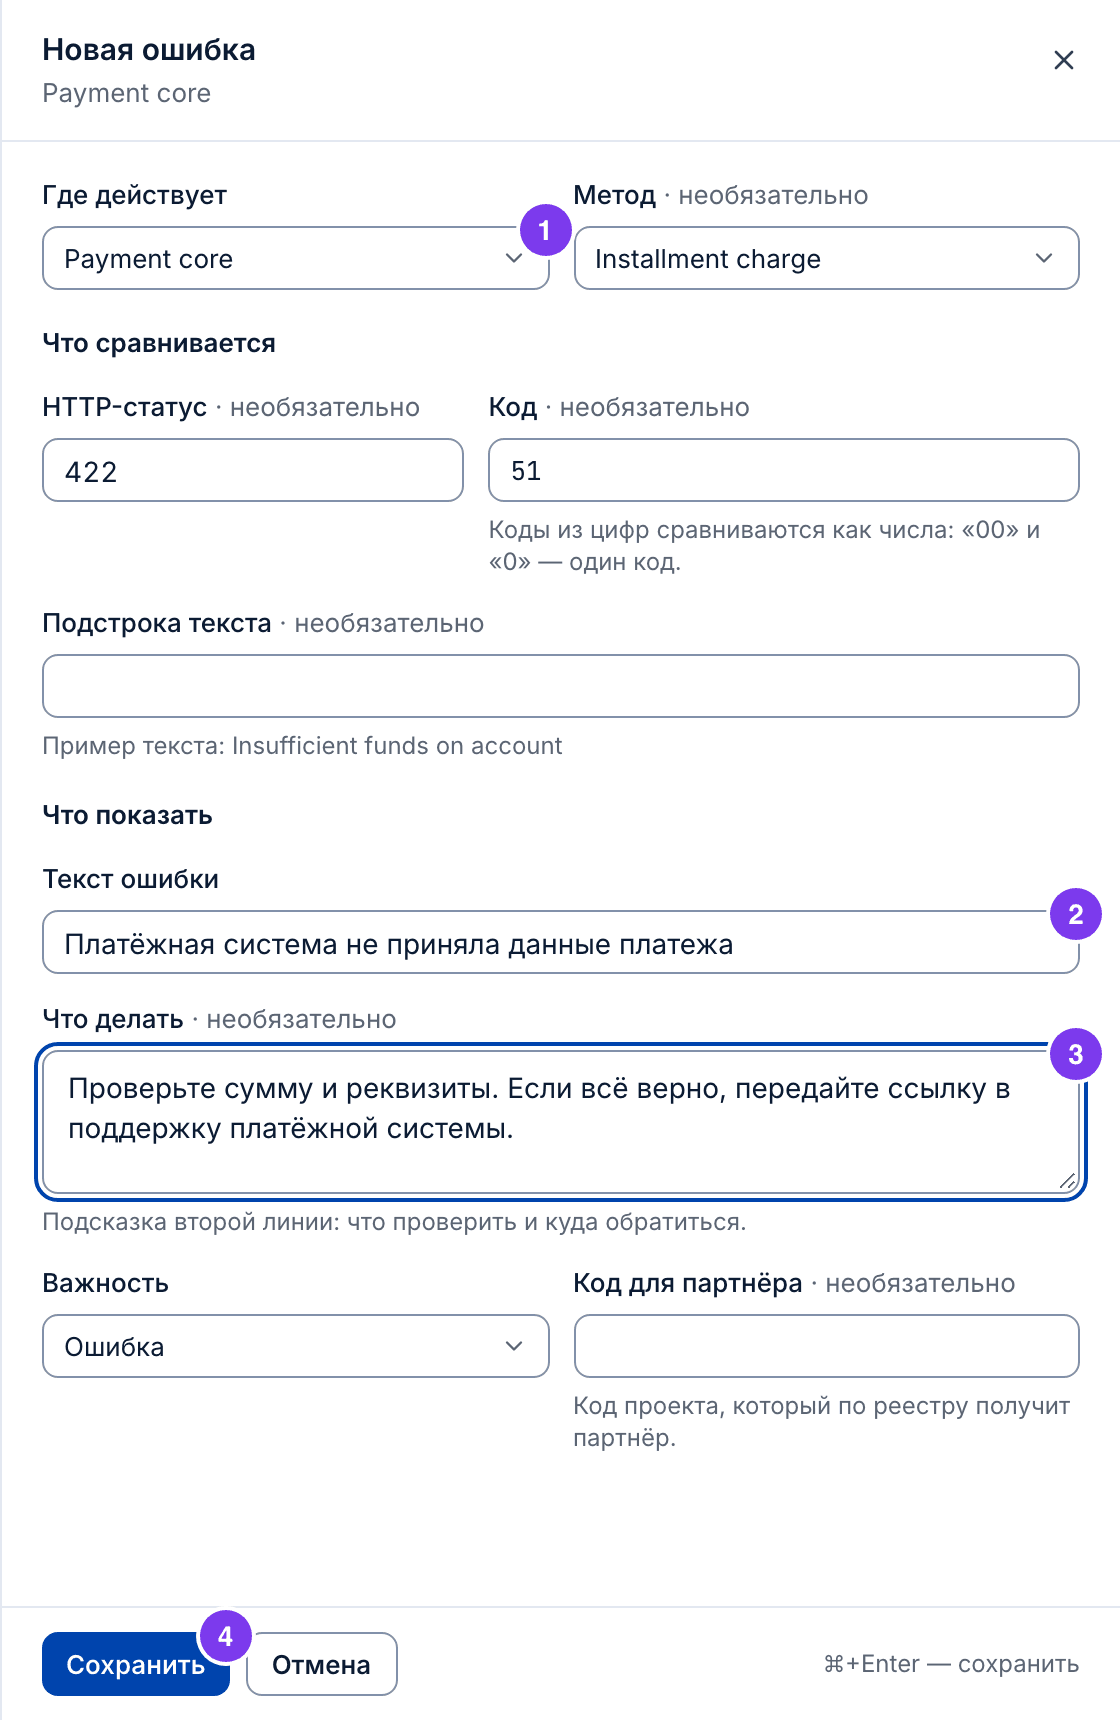 Новая ошибка
Payment core
Где действует
Метод · необязательно
1
Payment core
Installment charge
Что сравнивается
HTTP-статус · необязательно
Код · необязательно
422
51
Коды из цифр сравниваются как числа: «00» и
«0» — один код.
Подстрока текста · необязательно
Пример текста: Insufficient funds on account
Что показать
Текст ошибки
2
Платёжная система не приняла данные платежа
Что делать · необязательно
3
Проверьте сумму и реквизиты. Если всё верно, передайте ссылку в
поддержку платёжной системы.
Подсказка второй линии: что проверить и куда обратиться.
Важность
Код для партнёра · необязательно
Ошибка
Код проекта, который по реестру получит
партнёр.
4
Сохранить
Отмена
⌘+Enter — сохранить